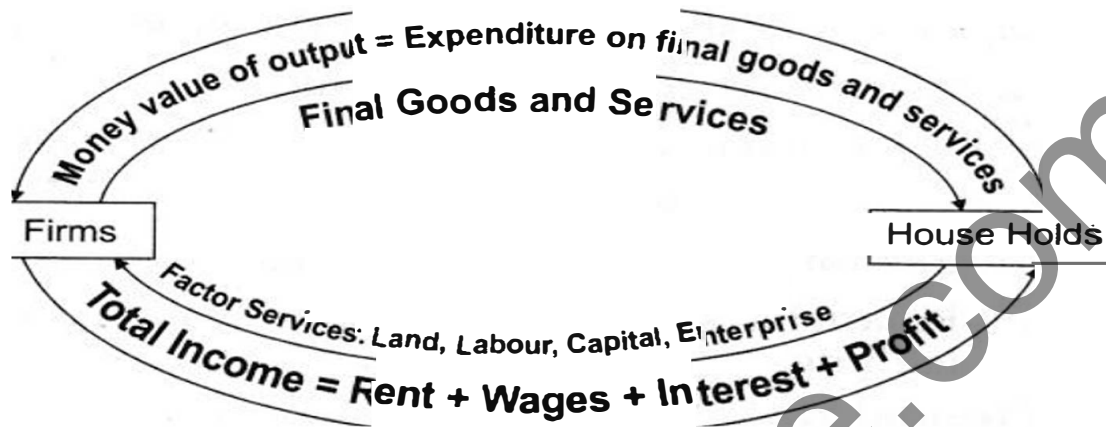 Money value of output = Expenditure on final goods and services
Final Goods and Services
Firms
House Holds
Factor Services: Land, Labour, Capital, Enterprise
Total Income = Rent + Wages + Interest + Profit
e.com